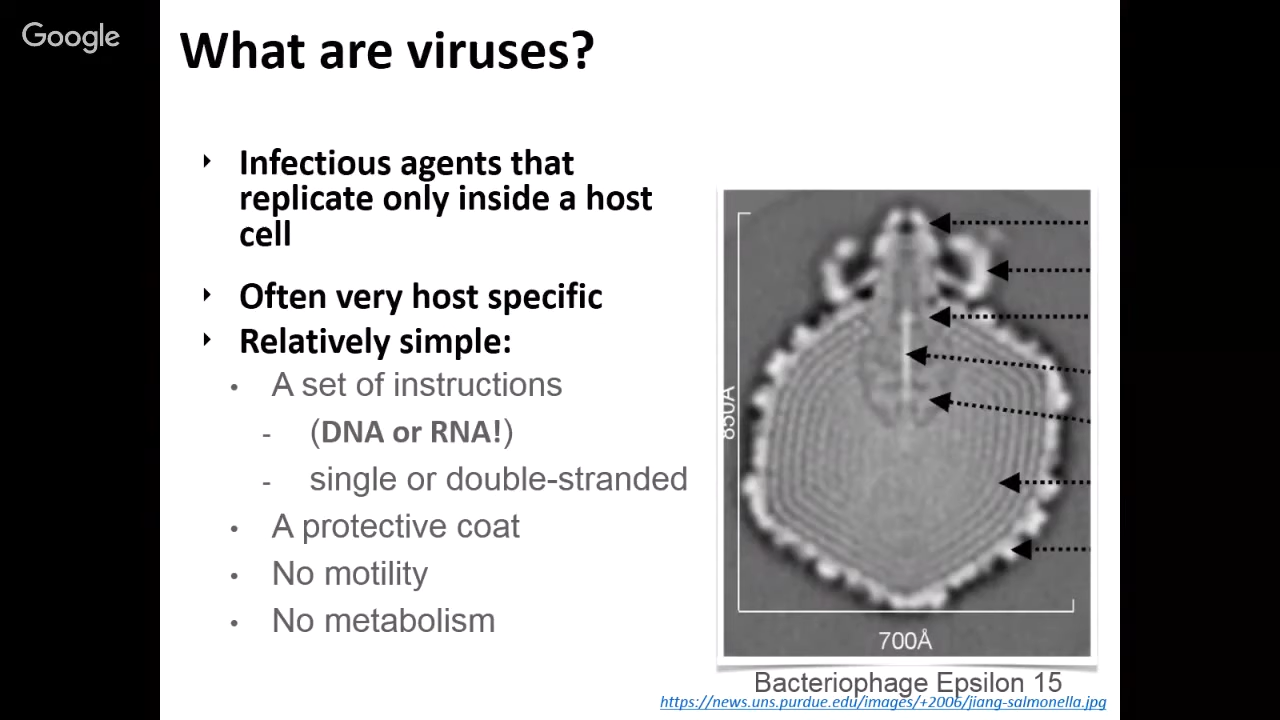 Google
What are viruses?
‣ Infectious agents that
replicate only inside a host
cell
‣ Often very host specific
‣ Relatively simple:
• A set of instructions
- (DNA or RNA!)
- single or double-stranded
• A protective coat
• No motility
• No metabolism
850Å
700Å
Bacteriophage Epsilon 15
https://news.uns.purdue.edu/images/+2006/jiang-salmonella.jpg